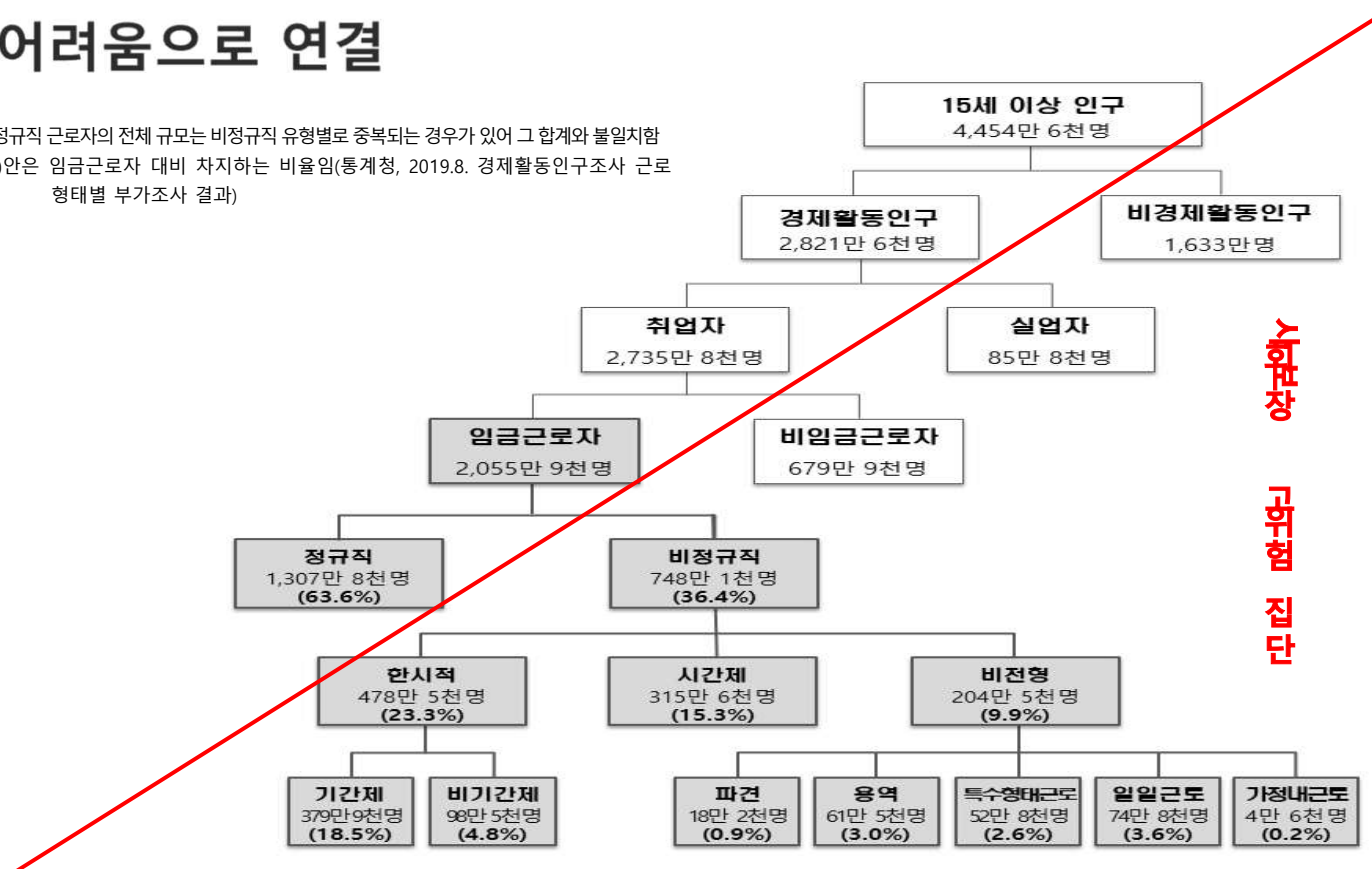 어려움으로 연결
정규직 근로자의 전체 규모는 비정규직 유형별로 중복되는 경우가 있어 그 합계와 불일치함
)안은 임금근로자 대비 차지하는 비율임(통계청, 2019.8. 경제활동인구조사 근로
형태별 부가조사 결과)
15세 이상 인구
4,454만 6천명
경제활동인구
2,821만 6천명
비경제활동인구
1,633만명
취업자
2,735만 8천명
실업자
85만 8천명
임금근로자
2,055만 9천명
비임금근로자
679만 9천명
정규직
1,307만 8천명
(63.6%)
비정규직
748만 1천명
(36.4%)
한시적
478만 5천명
(23.3%)
시간제
315만 6천명
(15.3%)
비전형
204만 5천명
(9.9%)
기간제
379만 9천명
(18.5%)
비기간제
98만 5천명
(4.8%)
파견
18만 2천명
(0.9%)
용역
61만 5천명
(3.0%)
특수형태근로
52만 8천명
(2.6%)
일일근로
74만 8천명
(3.6%)
가정내근로
4만 6천명
(0.2%)
사회보장 고위험 집단